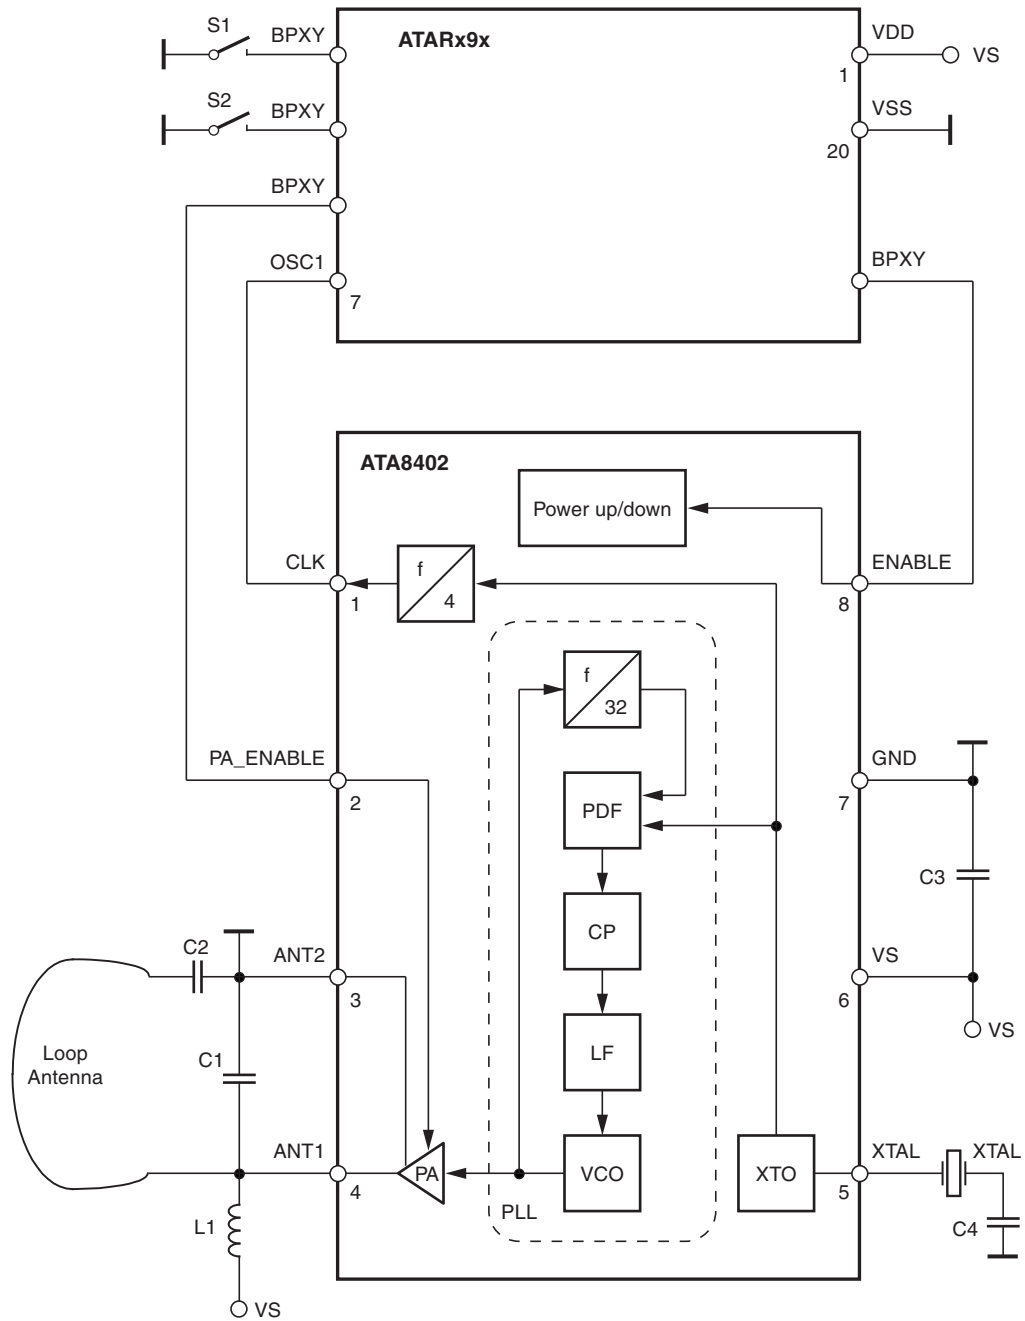 S1
BPXY
ATARx9x
VDD
1
VS
S2
BPXY
VSS
20
BPXY
OSC1
7
BPXY
ATA8402
Power up/down
CLK
1
f
4
ENABLE
8
f
32
PA_ENABLE
2
GND
7
PDF
C3
CP
C2
ANT2
3
VS
6
VS
LF
Loop
Antenna
C1
ANT1
4
PA
VCO
XTO
XTAL
5
XTAL
PLL
L1
C4
VS